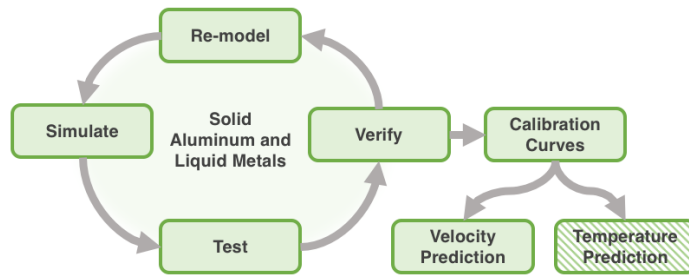 Re-model
Simulate
Solid
Aluminum and
Liquid Metals
Verify
Calibration
Curves
Test
Velocity
Prediction
Temperature
Prediction